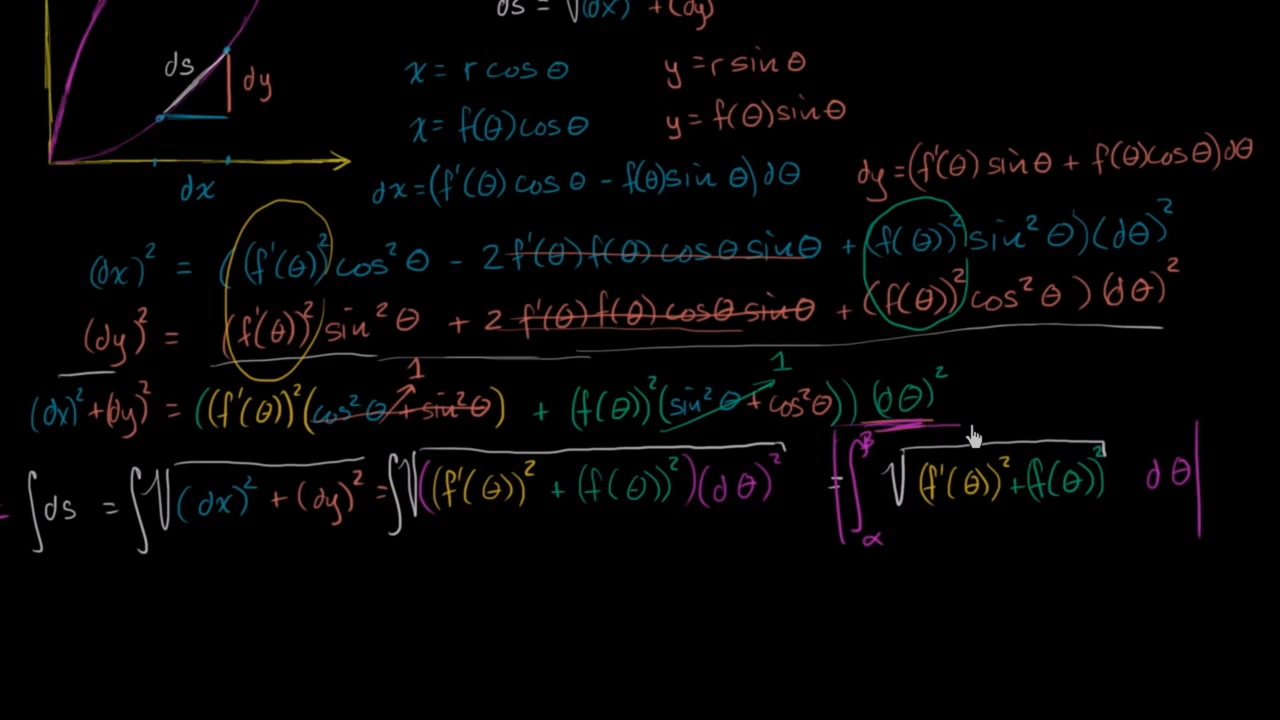 ds = √(dx)² + (dy)²
ds
dy
dx
x = r cos θ y = r sin θ
x = f(θ) cos θ y = f(θ) sin θ
dx = (f'(θ) cos θ - f(θ) sin θ) dθ dy = (f'(θ) sin θ + f(θ) cos θ) dθ
(dx)² = ((f'(θ))² cos² θ - 2 f'(θ) f(θ) cos θ sin θ + (f(θ))² sin² θ) (dθ)²
(dy)² = (f'(θ))² sin² θ + 2 f'(θ) f(θ) cos θ sin θ + (f(θ))² cos² θ) (dθ)²
1 1
(dx)² + (dy)² = ((f'(θ))² (cos² θ + sin² θ) + (f(θ))² (sin² θ + cos² θ)) (dθ)²
∫ ds = ∫ √(dx)² + (dy)² = ∫ √((f'(θ))² + (f(θ))²) (dθ)² = | ∫_α^β √(f'(θ))² + (f(θ))² dθ |